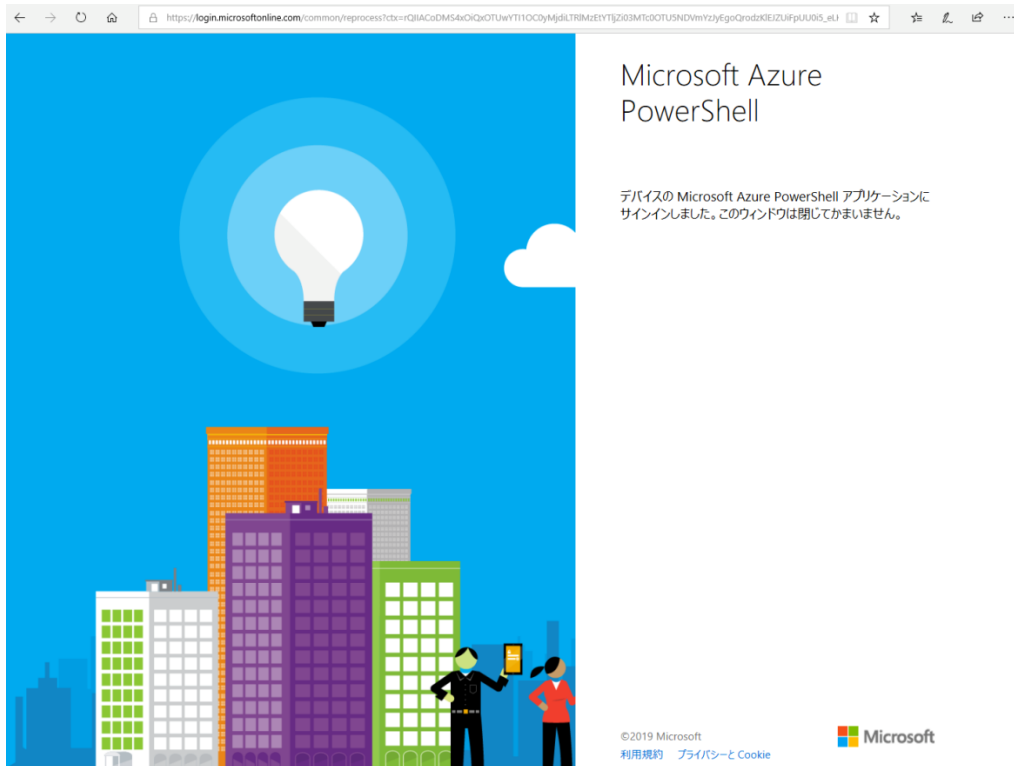 https://login.microsoftonline.com/common/reprocess?ctx=
Microsoft Azure
PowerShell
デバイスの Microsoft Azure PowerShell アプリケーションに
サインインしました。このウィンドウは閉じてかまいません。
©2019 Microsoft
Microsoft
利用規約 プライバシーと Cookie